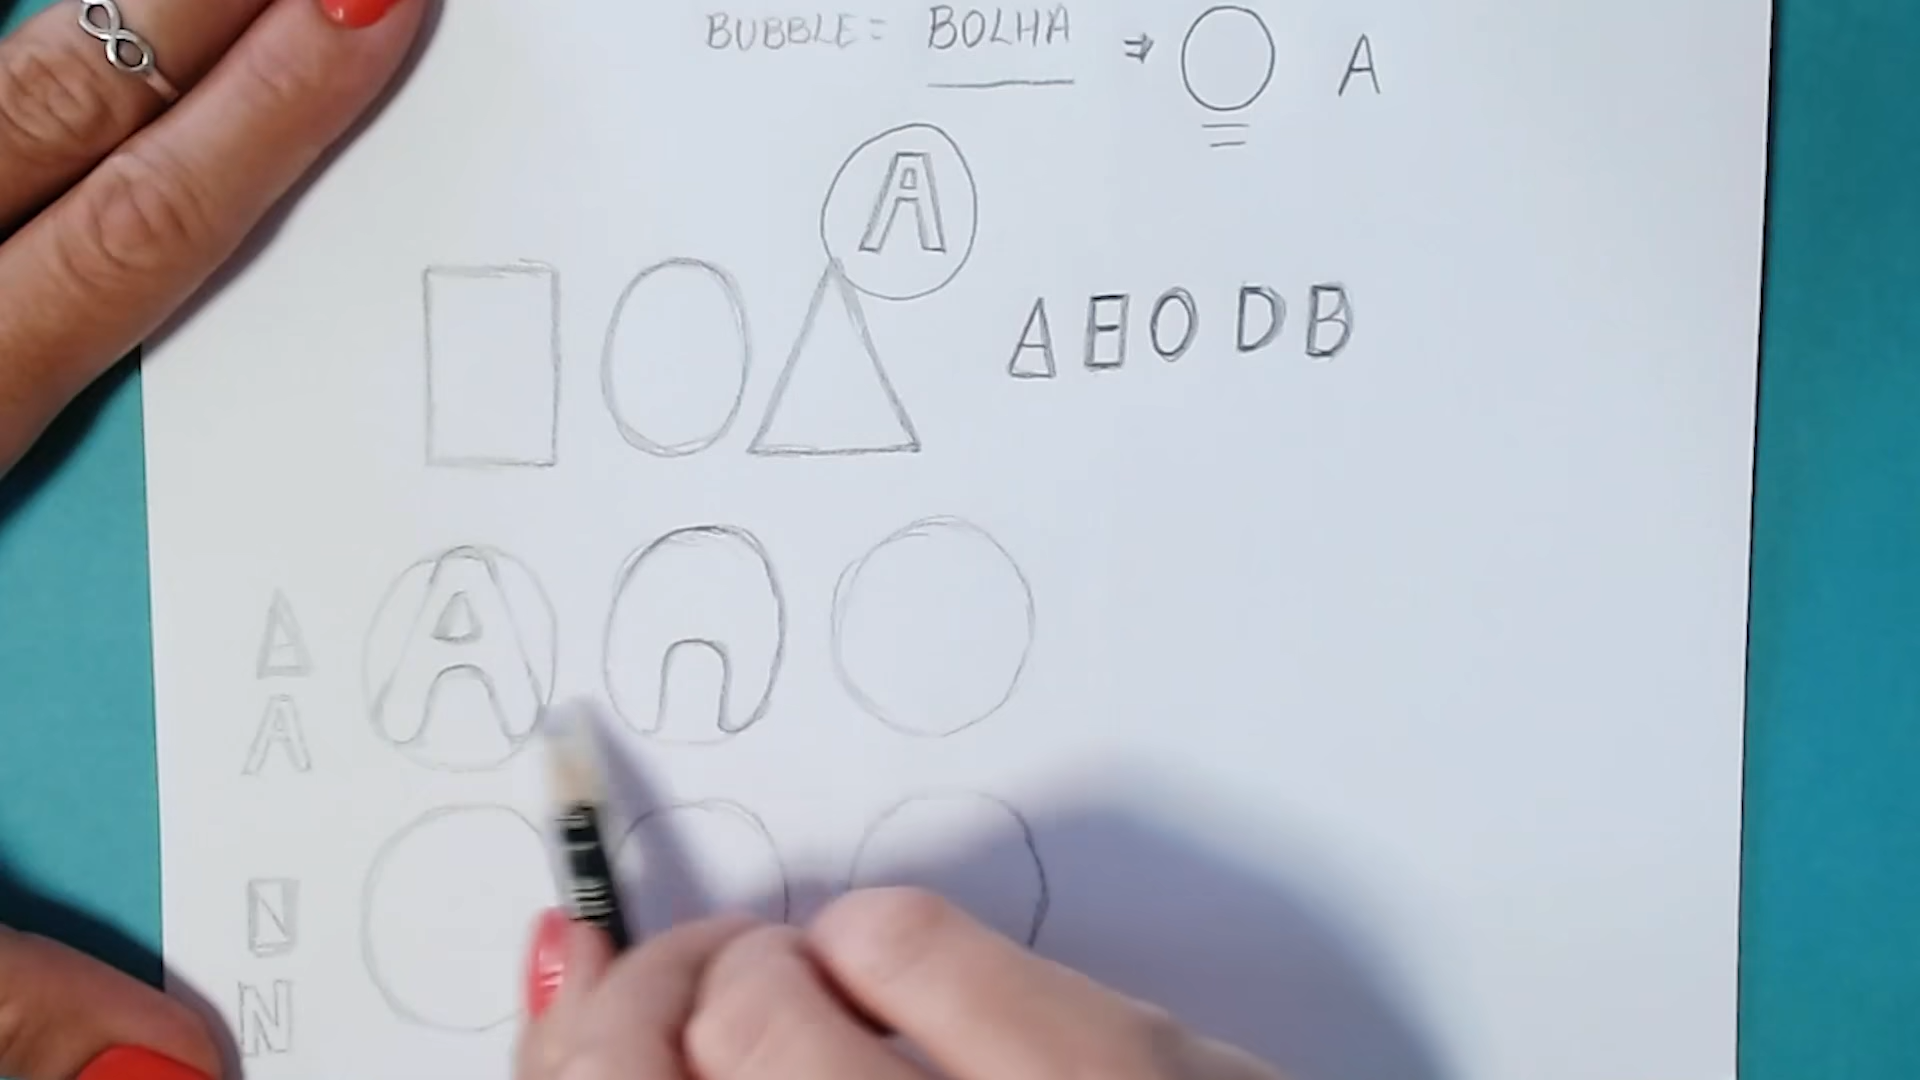 BUBBLE = BOLHA ⇒ A
A
A E O D B
A A
A
N
N